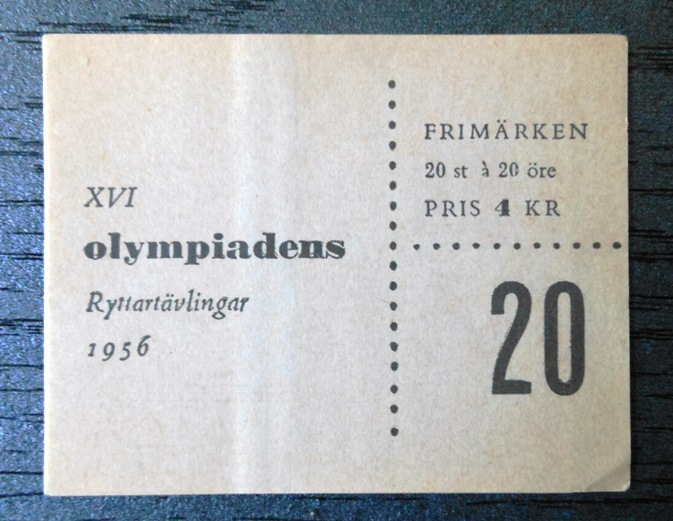 XVI
olympiadens
Ryttartävlingar
1956
FRIMÄRKEN
20 st à 20 öre
PRIS 4 KR
20